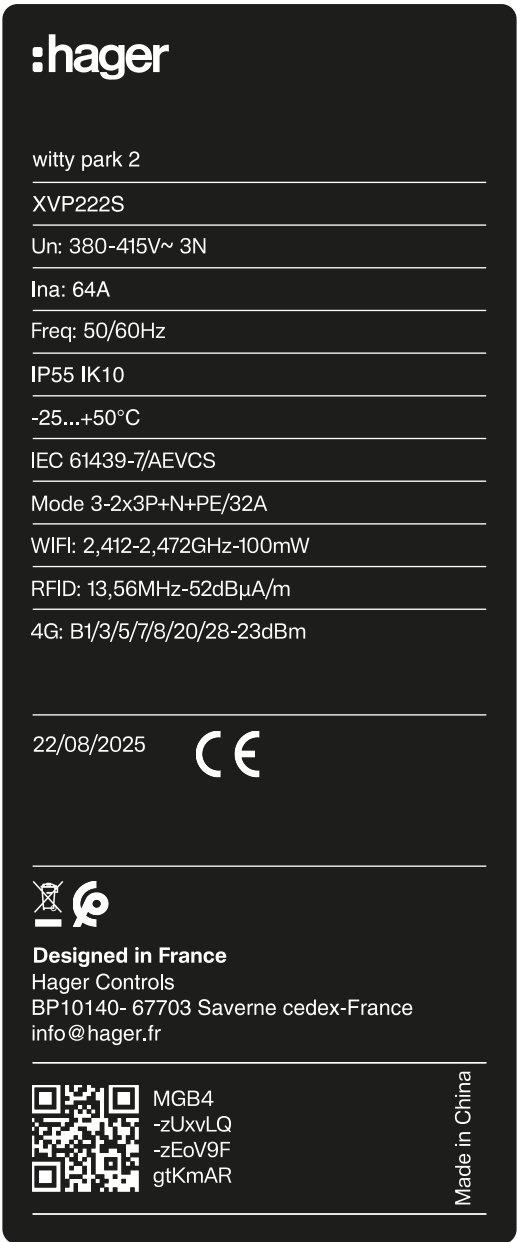 :hager
witty park 2
XVP222S
Un: 380-415V~ 3N
Ina: 64A
Freq: 50/60Hz
IP55 IK10
-25...+50°C
IEC 61439-7/AEVCS
Mode 3-2x3P+N+PE/32A
WIFI: 2,412-2,472GHz-100mW
RFID: 13,56MHz-52dBµA/m
4G: B1/3/5/7/8/20/28-23dBm
22/08/2025 CE
Designed in France
Hager Controls
BP10140- 67703 Saverne cedex-France
info@hager.fr
MGB4
-zUxvLQ
-zEoV9F
gtKmAR
Made in China